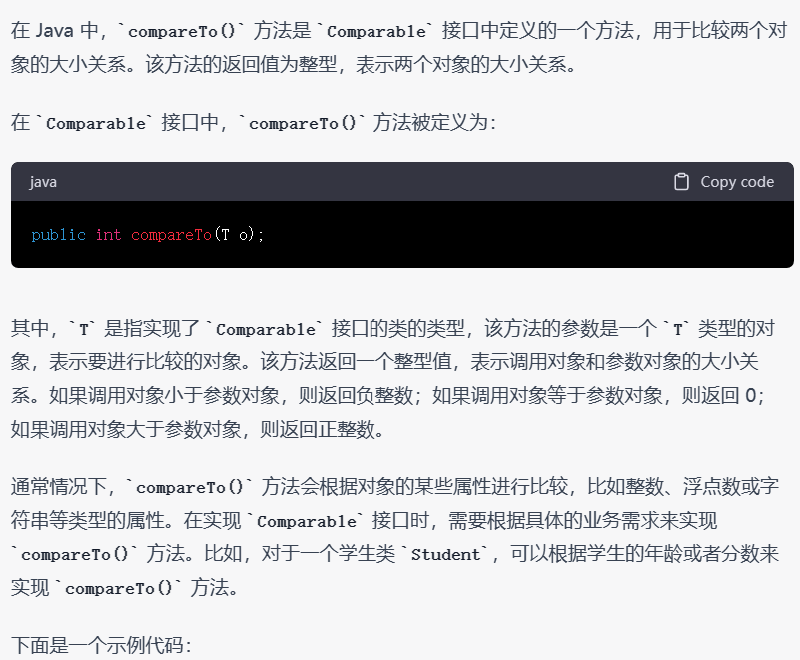 在 Java 中，`compareTo()` 方法是 `Comparable` 接口中定义的一个方法，用于比较两个对
象的大小关系。该方法的返回值为整型，表示两个对象的大小关系。
在 `Comparable` 接口中，`compareTo()` 方法被定义为：
java Copy code
public int compareTo(T o);
其中，`T` 是指实现了 `Comparable` 接口的类的类型，该方法的参数是一个 `T` 类型的对
象，表示要进行比较的对象。该方法返回一个整型值，表示调用对象和参数对象的大小关
系。如果调用对象小于参数对象，则返回负整数；如果调用对象等于参数对象，则返回 0；
如果调用对象大于参数对象，则返回正整数。
通常情况下，`compareTo()` 方法会根据对象的某些属性进行比较，比如整数、浮点数或字
符串等类型的属性。在实现 `Comparable` 接口时，需要根据具体的业务需求来实现
`compareTo()` 方法。比如，对于一个学生类 `Student`，可以根据学生的年龄或者分数来
实现 `compareTo()` 方法。
下面是一个示例代码：